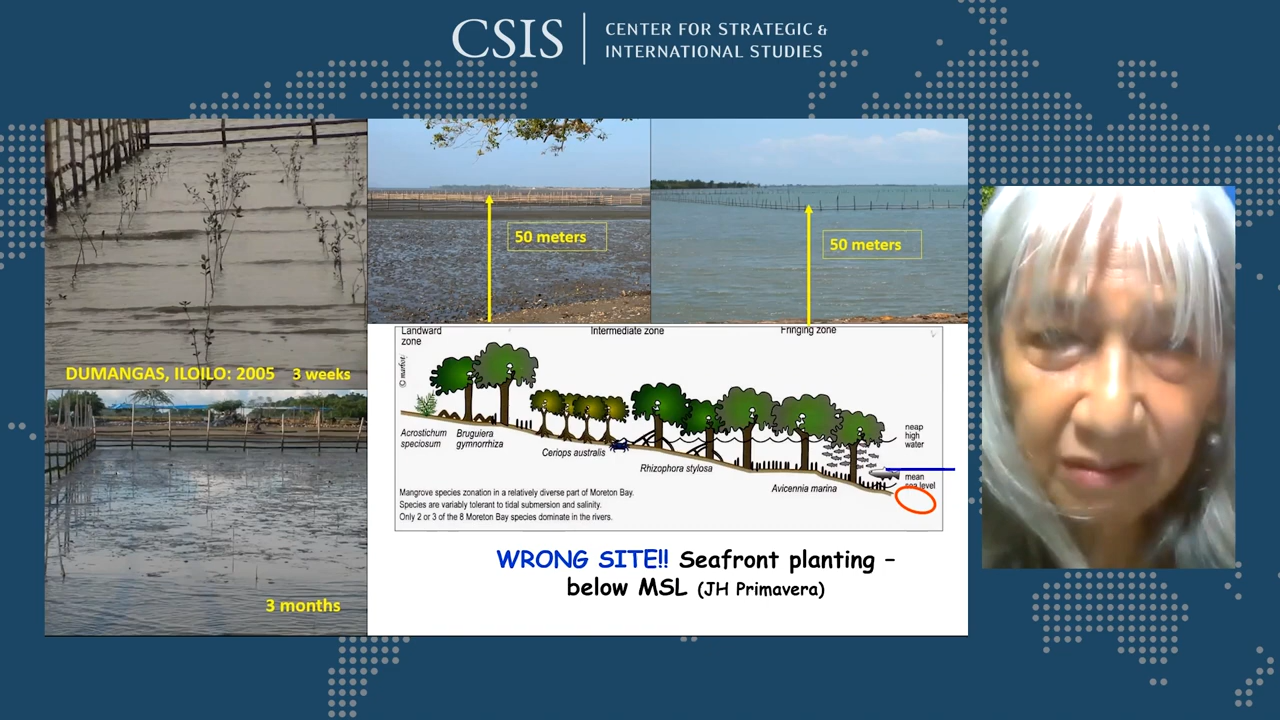 CSIS
CENTER FOR STRATEGIC &
INTERNATIONAL STUDIES
50 meters
50 meters
DUMANGAS, ILOILO: 2005 3 weeks
3 months
Landward
zone
Intermediate zone
Fringing zone
Acrostichum
speciosum
Bruguiera
gymnorrhiza
Ceriops australis
Rhizophora stylosa
Avicennia marina
neap
high
water
mean
sea level
Mangrove species zonation in a relatively diverse part of Moreton Bay.
Species are variably tolerant to tidal submersion and salinity.
Only 2 or 3 of the 8 Moreton Bay species dominate in the rivers.
WRONG SITE!! Seafront planting –
below MSL (JH Primavera)